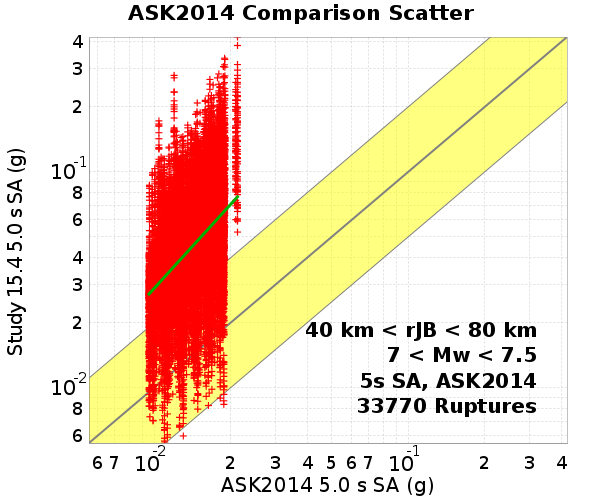 ASK2014 Comparison Scatter
Study 15.4 5.0 s SA (g)
4
3
2
10-1
8
6
4
3
2
10-2
8
6
40 km < rJB < 80 km
7 < Mw < 7.5
5s SA, ASK2014
33770 Ruptures
6 7 10-2 2 3 4 5 6 7 10-1 2 3 4
ASK2014 5.0 s SA (g)